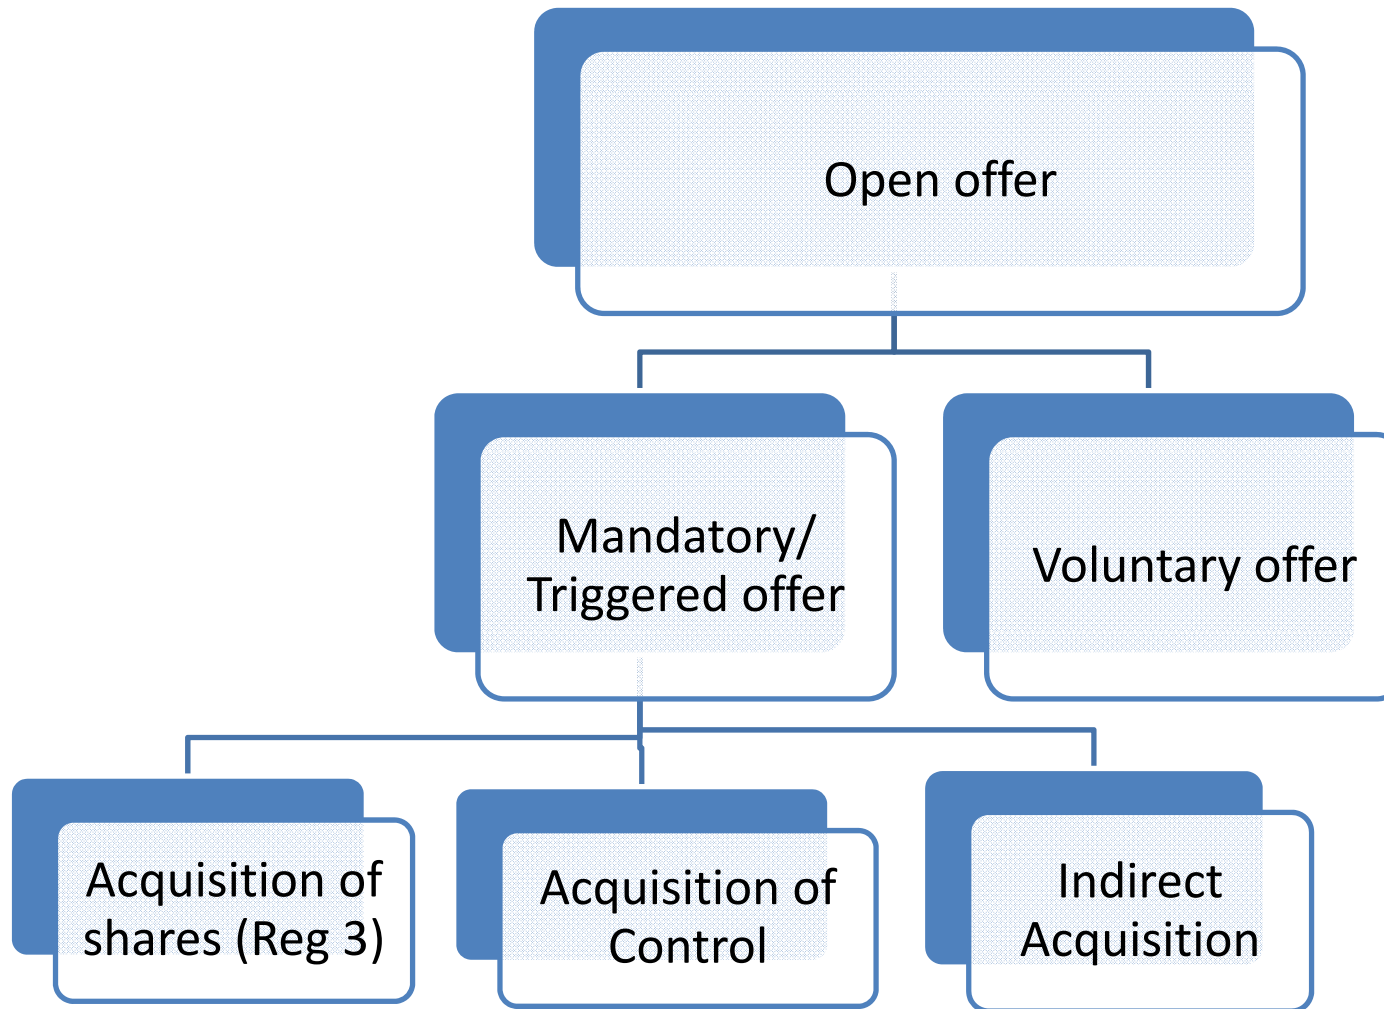 Open offer
Mandatory/
Triggered offer
Voluntary offer
Acquisition of
shares (Reg 3)
Acquisition of
Control
Indirect
Acquisition